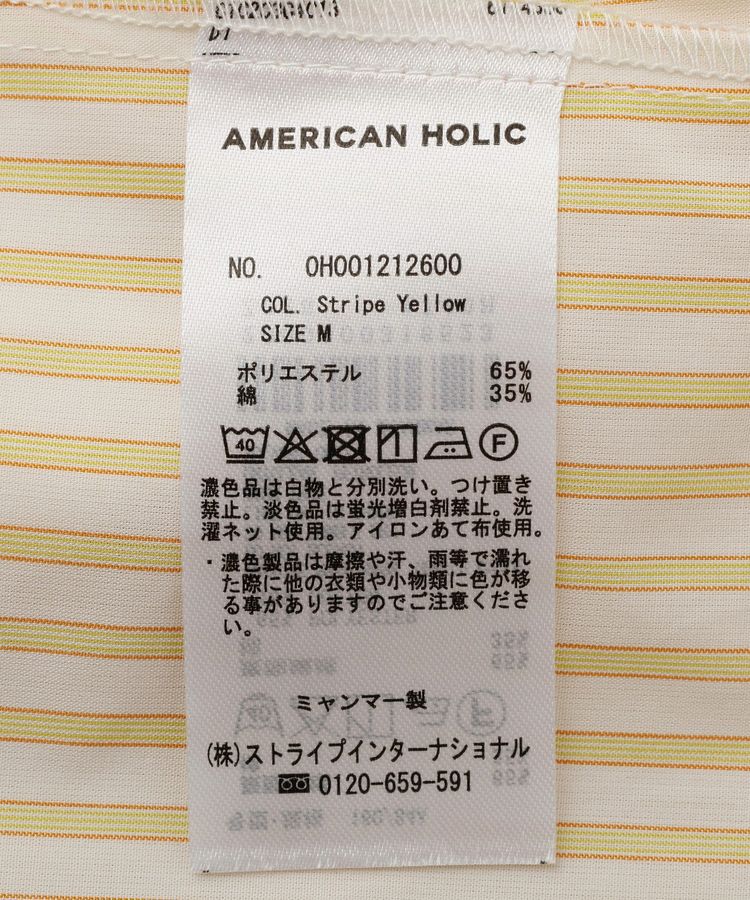 AMERICAN HOLIC
NO. OH001212600
COL. Stripe Yellow
SIZE M
ポリエステル 65%
綿 35%
40 F
濃色品は白物と分別洗い。つけ置き
禁止。淡色品は蛍光増白剤禁止。洗
濯ネット使用。アイロンあて布使用。
・濃色製品は摩擦や汗、雨等で濡れ
た際に他の衣類や小物類に色が移
る事がありますのでご注意くださ
い。
ミャンマー製
(株)ストライプインターナショナル
0120-659-591